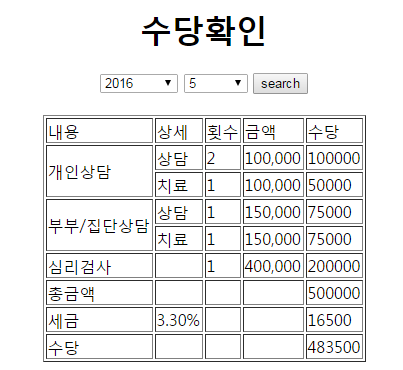 수당확인
2016 5 search
내용 상세 횟수 금액 수당
개인상담 상담 2 100,000 100000
치료 1 100,000 50000
부부/집단상담 상담 1 150,000 75000
치료 1 150,000 75000
심리검사 1 400,000 200000
총금액 500000
세금 3.30% 16500
수당 483500